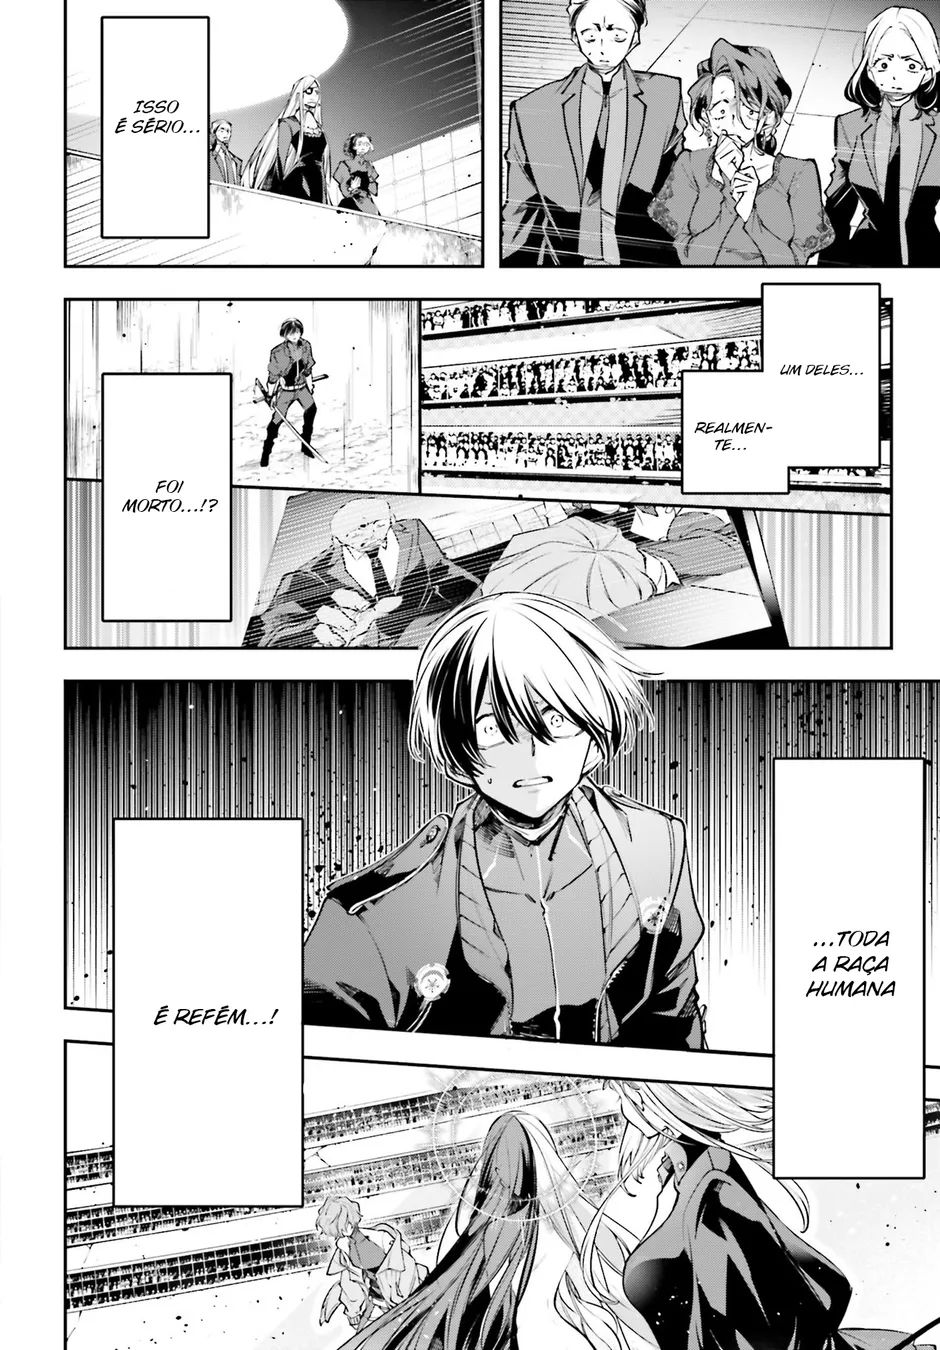 ISSO
É SÉRIO...
UM DELES...
REALMEN-
TE...
FOI
MORTO...!?
...TODA
A RAÇA
HUMANA
É REFÉM...!